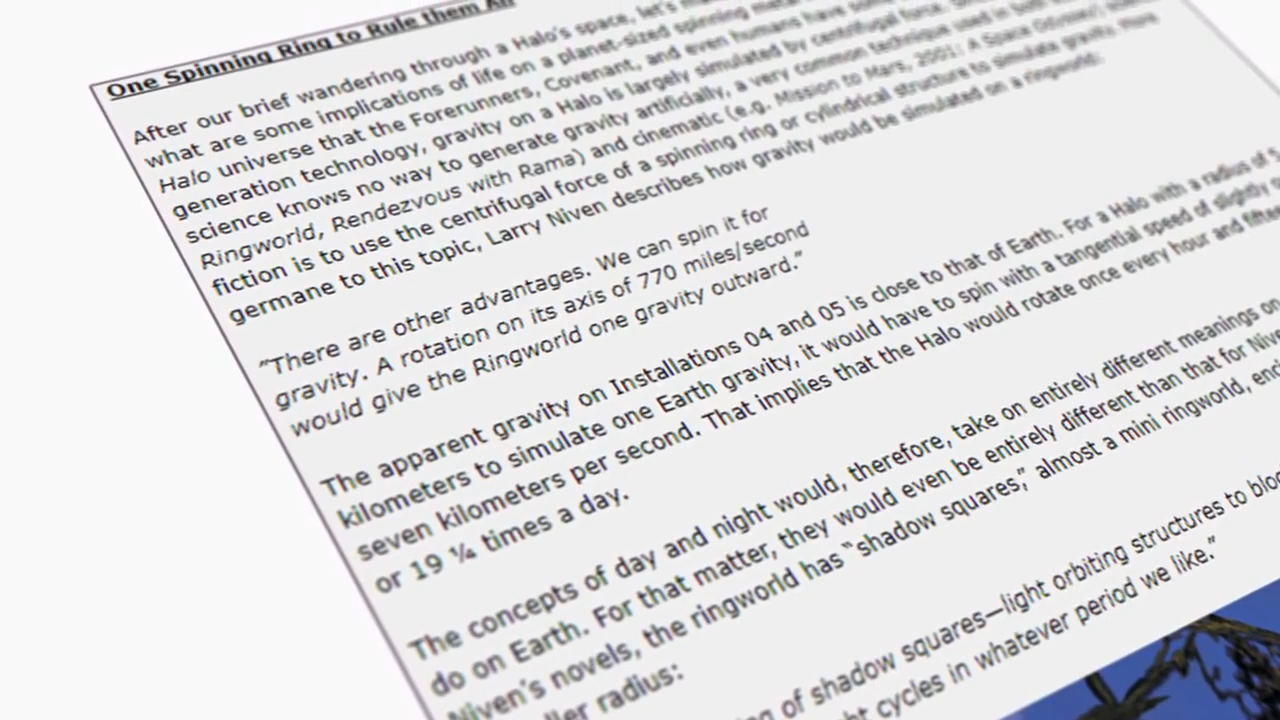 One Spinning Ring to Rule them All
After our brief wandering through a Halo's space, let's
what are some implications of life on a planet-sized spinning metal
Halo universe that the Forerunners, Covenant, and even humans have
generation technology, gravity on a Halo is largely simulated by centrifugal force.
science knows no way to generate gravity artificially, a very common technique used in both
Ringworld, Rendezvous with Rama) and cinematic (e.g. Mission to Mars, 2001: A Space Odyssey)
fiction is to use the centrifugal force of a spinning ring or cylindrical structure to simulate gravity. More
germane to this topic, Larry Niven describes how gravity would be simulated on a ringworld:
"There are other advantages. We can spin it for
gravity. A rotation on its axis of 770 miles/second
would give the Ringworld one gravity outward."
The apparent gravity on Installations 04 and 05 is close to that of Earth. For a Halo with a radius of
kilometers to simulate one Earth gravity, it would have to spin with a tangential speed of slightly
seven kilometers per second. That implies that the Halo would rotate once every hour and
or 19 ¼ times a day.
The concepts of day and night would, therefore, take on entirely different meanings
do on Earth. For that matter, they would even be entirely different than that for
Niven's novels, the ringworld has "shadow squares," almost a mini ringworld,
radius:
of shadow squares—light orbiting structures to
cycles in whatever period we like."